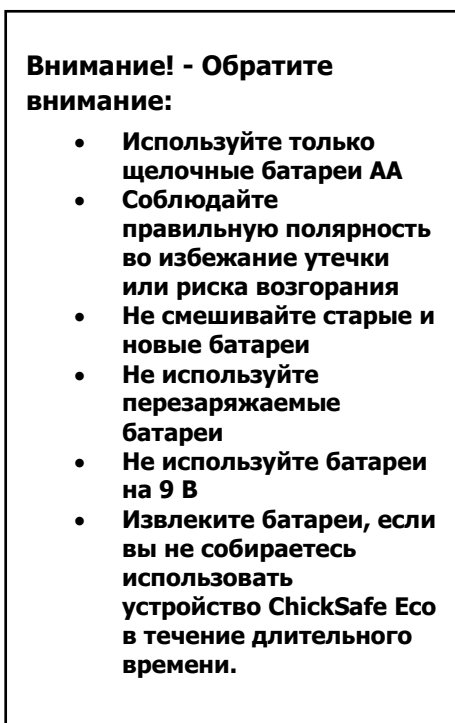 Внимание! - Обратите
внимание:
• Используйте только
щелочные батареи AA
• Соблюдайте
правильную полярность
во избежание утечки
или риска возгорания
• Не смешивайте старые и
новые батареи
• Не используйте
перезаряжаемые
батареи
• Не используйте батареи
на 9 В
• Извлеките батареи, если
вы не собираетесь
использовать
устройство ChickSafe Eco
в течение длительного
времени.